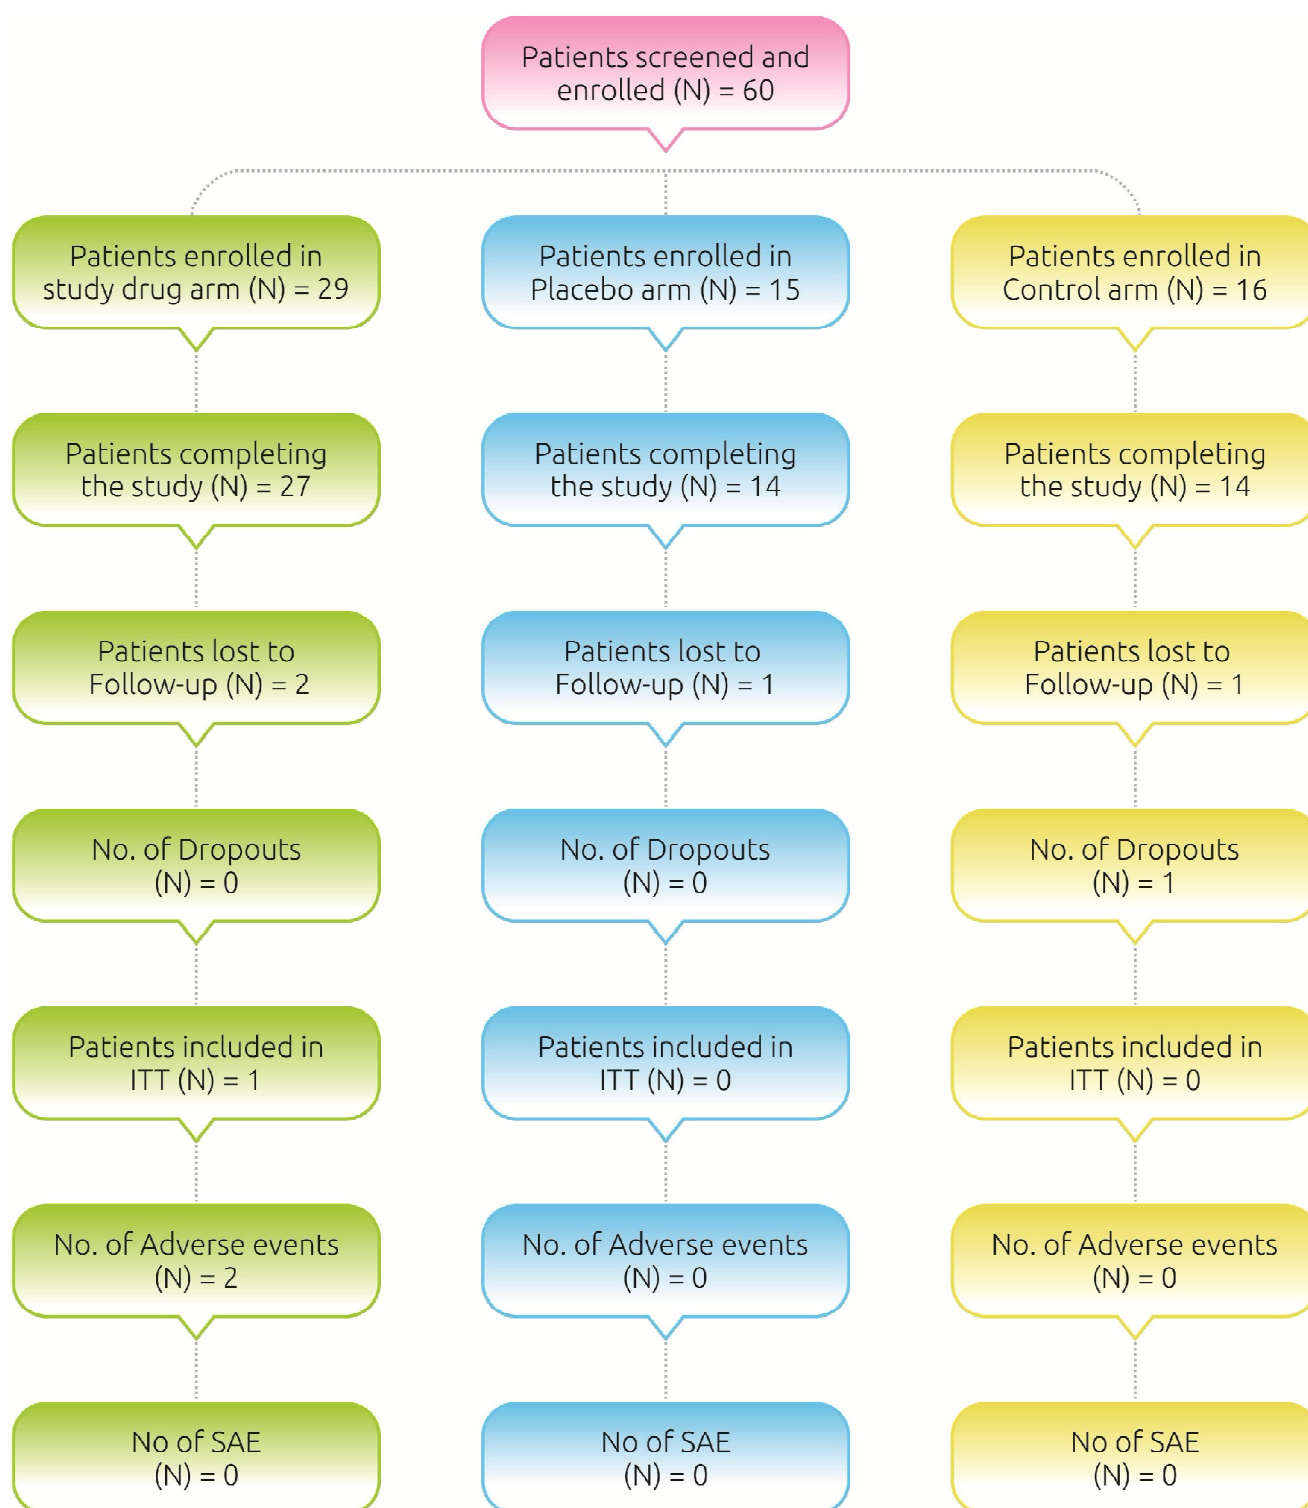 Patients screened and
enrolled (N) = 60
Patients enrolled in
study drug arm (N) = 29
Patients enrolled in
Placebo arm (N) = 15
Patients enrolled in
Control arm (N) = 16
Patients completing
the study (N) = 27
Patients completing
the study (N) = 14
Patients completing
the study (N) = 14
Patients lost to
Follow-up (N) = 2
Patients lost to
Follow-up (N) = 1
Patients lost to
Follow-up (N) = 1
No. of Dropouts
(N) = 0
No. of Dropouts
(N) = 0
No. of Dropouts
(N) = 1
Patients included in
ITT (N) = 1
Patients included in
ITT (N) = 0
Patients included in
ITT (N) = 0
No. of Adverse events
(N) = 2
No. of Adverse events
(N) = 0
No. of Adverse events
(N) = 0
No of SAE
(N) = 0
No of SAE
(N) = 0
No of SAE
(N) = 0